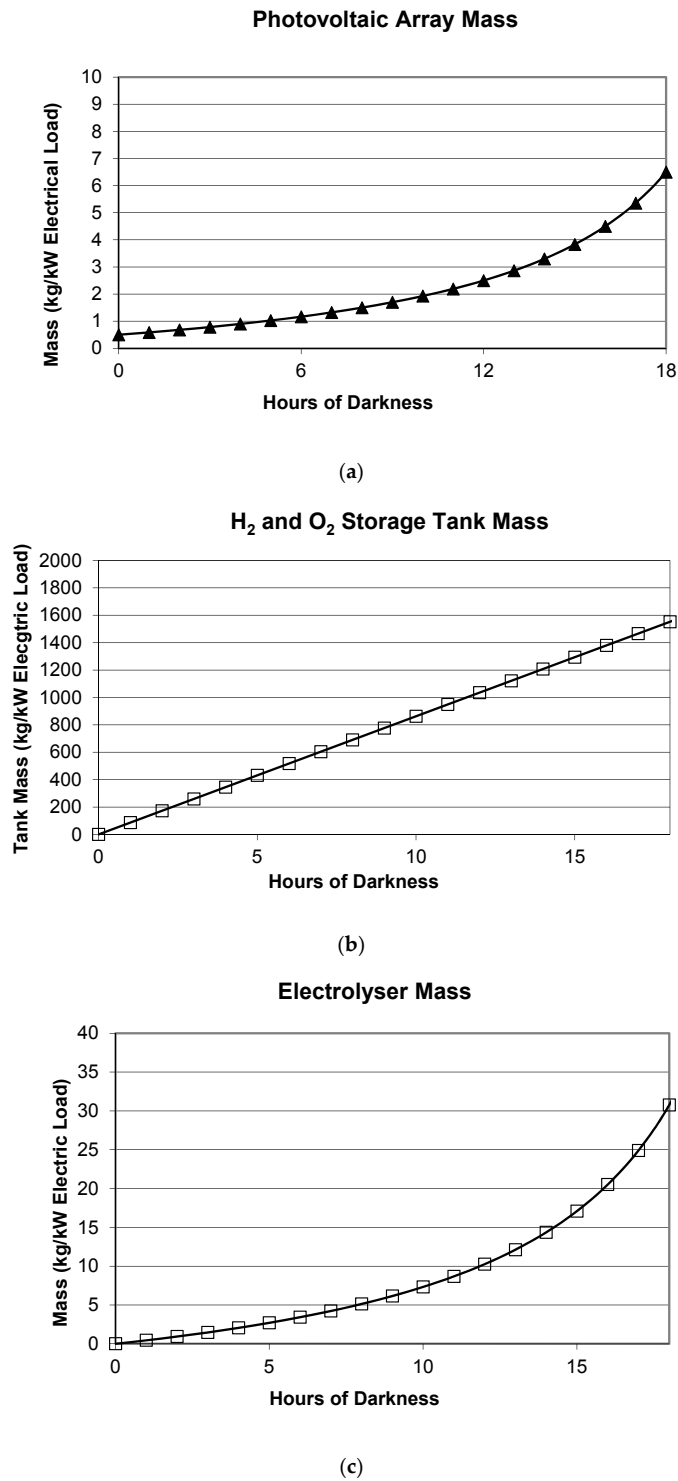 Photovoltaic Array Mass
10
9
8
7
6
5
4
3
2
1
0
Mass (kg/kW Electrical Load)
0 6 12 18
Hours of Darkness
(a)
H₂ and O₂ Storage Tank Mass
2000
1800
1600
1400
1200
1000
800
600
400
200
0
Tank Mass (kg/kW Elecgtric Load)
0 5 10 15
Hours of Darkness
(b)
Electrolyser Mass
40
35
30
25
20
15
10
5
0
Mass (kg/kW Electric Load)
0 5 10 15
Hours of Darkness
(c)